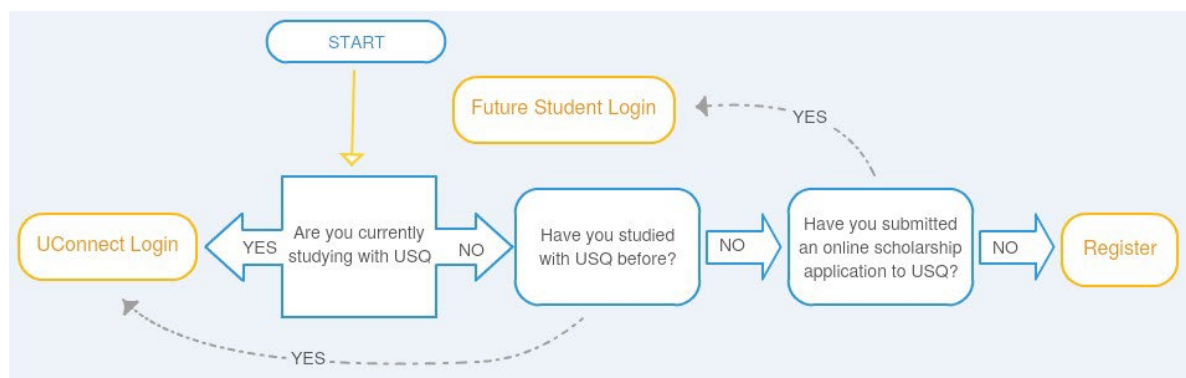 START
Future Student Login
YES
UConnect Login
YES
Are you currently
studying with USQ
NO
Have you studied
with USQ before?
NO
Have you submitted
an online scholarship
application to USQ?
NO
Register
YES